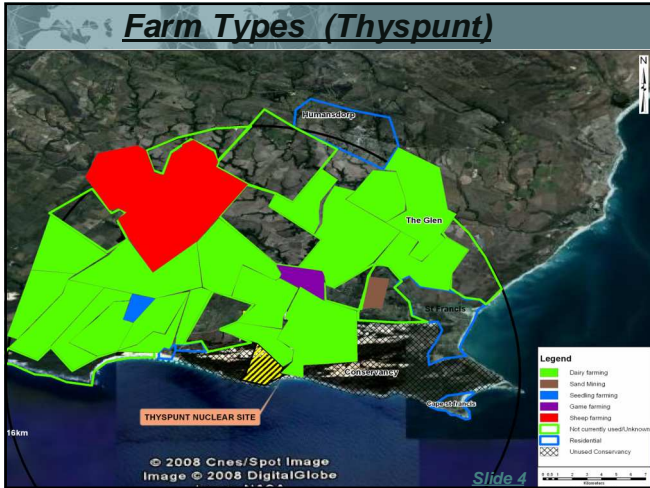 Farm Types (Thyspunt)
N
Humansdorp
The Glen
St Francis
Conservancy
Cape st francis
THYSPUNT NUCLEAR SITE
16km
© 2008 Cnes/Spot Image
Image © 2008 DigitalGlobe
Slide 4
Legend
Dairy farming
Sand Mining
Seedling farming
Game farming
Sheep farming
Not currently used/Unknown
Residential
Unused Conservancy
Kilometers